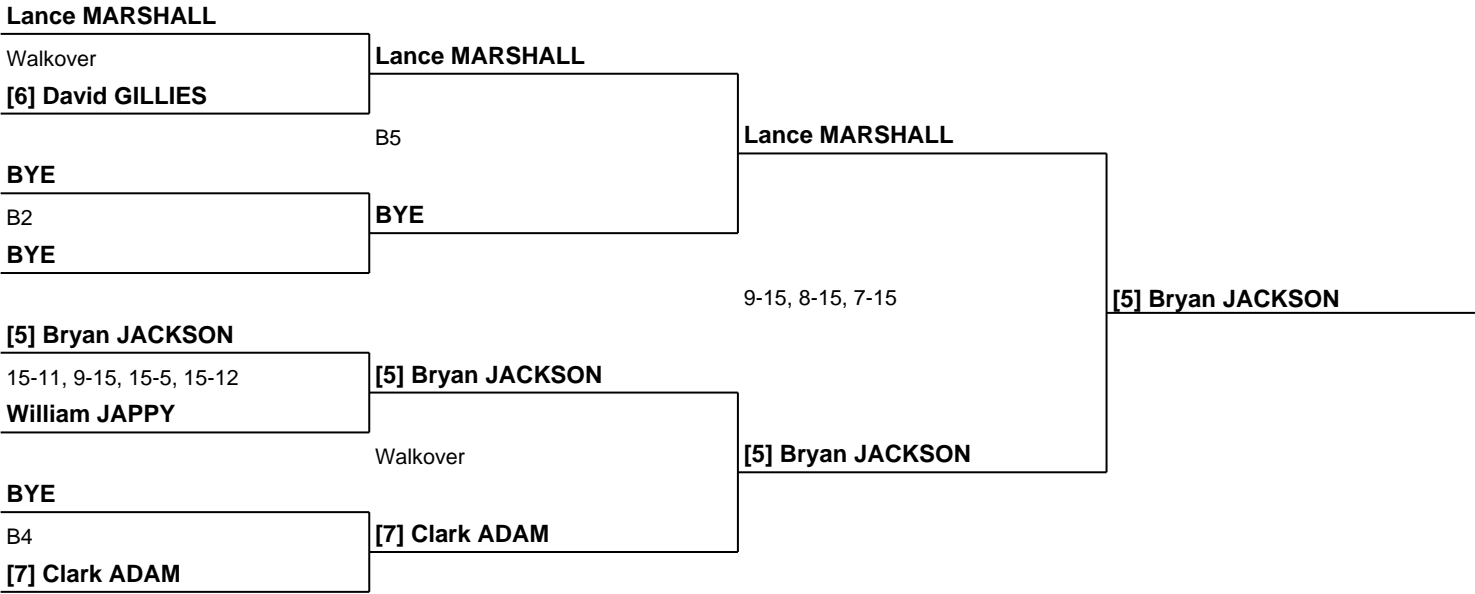 Lance MARSHALL
Walkover
[6] David GILLIES
BYE
B2
BYE
[5] Bryan JACKSON
15-11, 9-15, 15-5, 15-12
William JAPPY
BYE
B4
[7] Clark ADAM
Lance MARSHALL
B5
BYE
[5] Bryan JACKSON
Walkover
[7] Clark ADAM
Lance MARSHALL
9-15, 8-15, 7-15
[5] Bryan JACKSON
[5] Bryan JACKSON